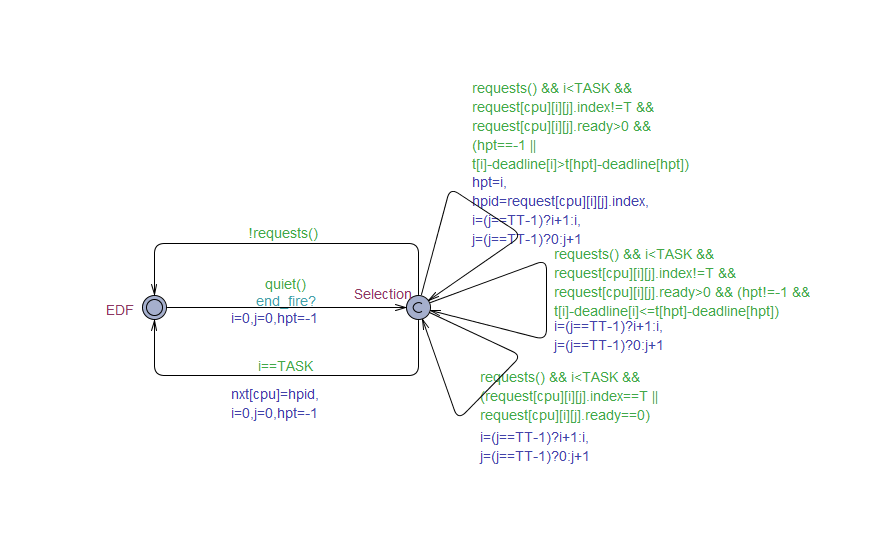 requests() && i<TASK &&
request[cpu][i][j].index!=T &&
request[cpu][i][j].ready>0 &&
(hpt==-1 ||
t[i]-deadline[i]>t[hpt]-deadline[hpt])
hpt=i,
hpid=request[cpu][i][j].index,
i=(j==TT-1)?i+1:i,
j=(j==TT-1)?0:j+1
!requests()
requests() && i<TASK &&
request[cpu][i][j].index!=T &&
request[cpu][i][j].ready>0 && (hpt!=-1 &&
t[i]-deadline[i]<=t[hpt]-deadline[hpt])
i=(j==TT-1)?i+1:i,
j=(j==TT-1)?0:j+1
quiet()
end_fire?
i=0,j=0,hpt=-1
Selection
C
EDF
i==TASK
nxt[cpu]=hpid,
i=0,j=0,hpt=-1
requests() && i<TASK &&
(request[cpu][i][j].index==T ||
request[cpu][i][j].ready==0)
i=(j==TT-1)?i+1:i,
j=(j==TT-1)?0:j+1